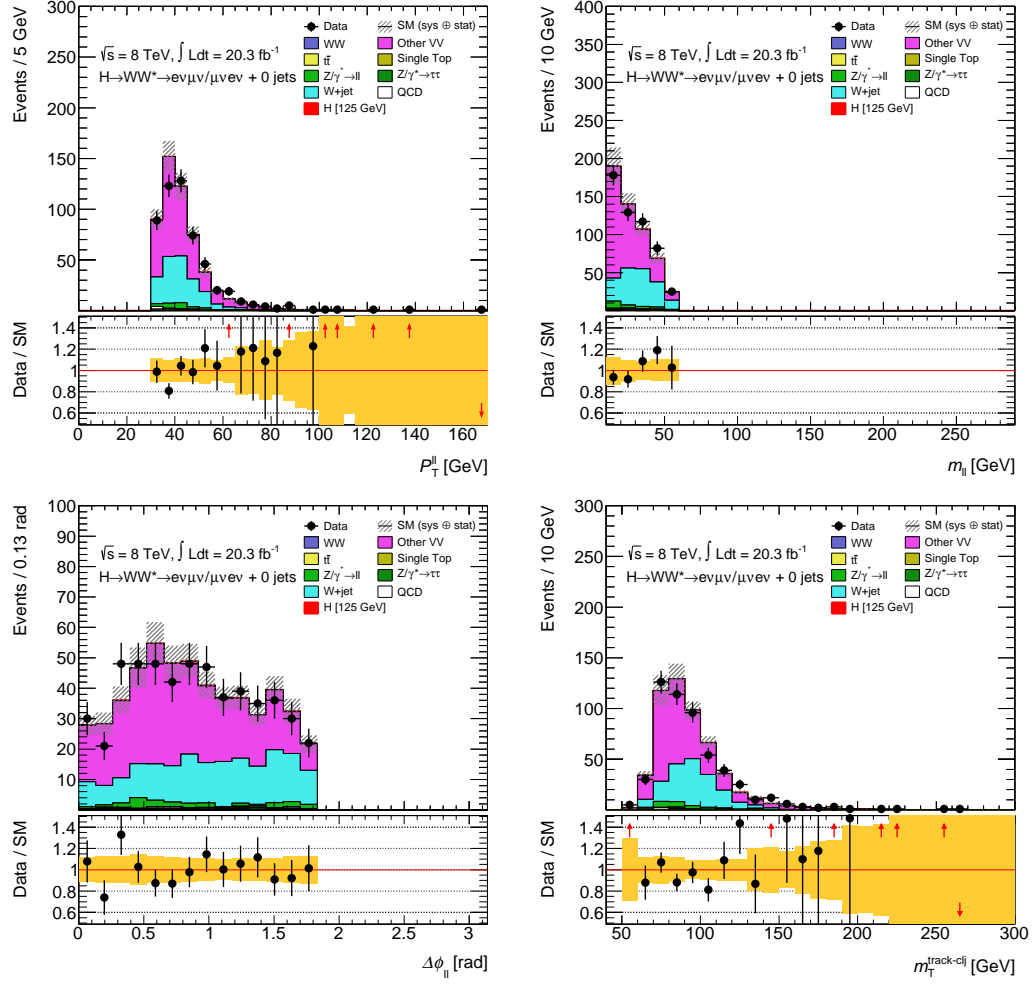 Events / 5 GeV
300
250
200
150
100
50
√s = 8 TeV, ∫ Ldt = 20.3 fb⁻¹
H→WW*→eνμν/μνeν + 0 jets
Data
SM (sys ⊕ stat)
WW
Other VV
tt̄
Single Top
Z/γ*→ll
Z/γ*→ττ
W+jet
QCD
H [125 GeV]
Data / SM
1.4
1.2
1
0.8
0.6
0 20 40 60 80 100 120 140 160
P_T^ll [GeV]
Events / 10 GeV
400
350
300
250
200
150
100
50
√s = 8 TeV, ∫ Ldt = 20.3 fb⁻¹
H→WW*→eνμν/μνeν + 0 jets
Data
SM (sys ⊕ stat)
WW
Other VV
tt̄
Single Top
Z/γ*→ll
Z/γ*→ττ
W+jet
QCD
H [125 GeV]
Data / SM
1.4
1.2
1
0.8
0.6
50 100 150 200 250
m_ll [GeV]
Events / 0.13 rad
100
90
80
70
60
50
40
30
20
10
√s = 8 TeV, ∫ Ldt = 20.3 fb⁻¹
H→WW*→eνμν/μνeν + 0 jets
Data
SM (sys ⊕ stat)
WW
Other VV
tt̄
Single Top
Z/γ*→ll
Z/γ*→ττ
W+jet
QCD
H [125 GeV]
Data / SM
1.4
1.2
1
0.8
0.6
0 0.5 1 1.5 2 2.5 3
Δϕ_ll [rad]
Events / 10 GeV
300
250
200
150
100
50
√s = 8 TeV, ∫ Ldt = 20.3 fb⁻¹
H→WW*→eνμν/μνeν + 0 jets
Data
SM (sys ⊕ stat)
WW
Other VV
tt̄
Single Top
Z/γ*→ll
Z/γ*→ττ
W+jet
QCD
H [125 GeV]
Data / SM
1.4
1.2
1
0.8
0.6
50 100 150 200 250 300
m_T^track-clj [GeV]